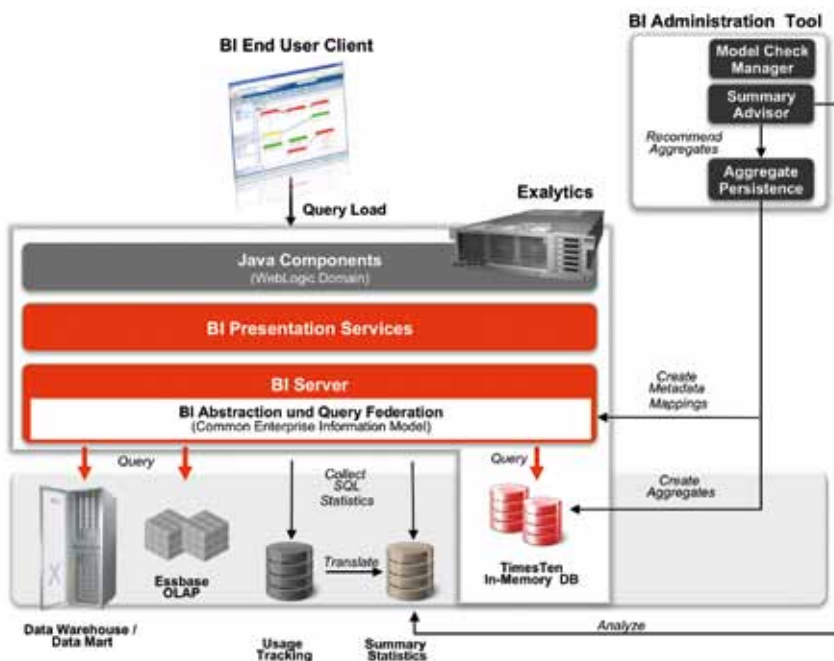 BI Administration Tool
BI End User Client
Model Check
Manager
Summary
Advisor
Recommend
Aggregates
Aggregate
Persistence
Exalytics
Query Load
Java Components
(WebLogic Domain)
BI Presentation Services
BI Server
BI Abstraction und Query Federation
(Common Enterprise Information Model)
Create
Metadata
Mappings
Query
Collect
SQL
Statistics
Query
Create
Aggregates
X
Essbase
OLAP
Translate
TimesTen
In-Memory DB
Data Warehouse /
Data Mart
Usage
Tracking
Summary
Statistics
Analyze